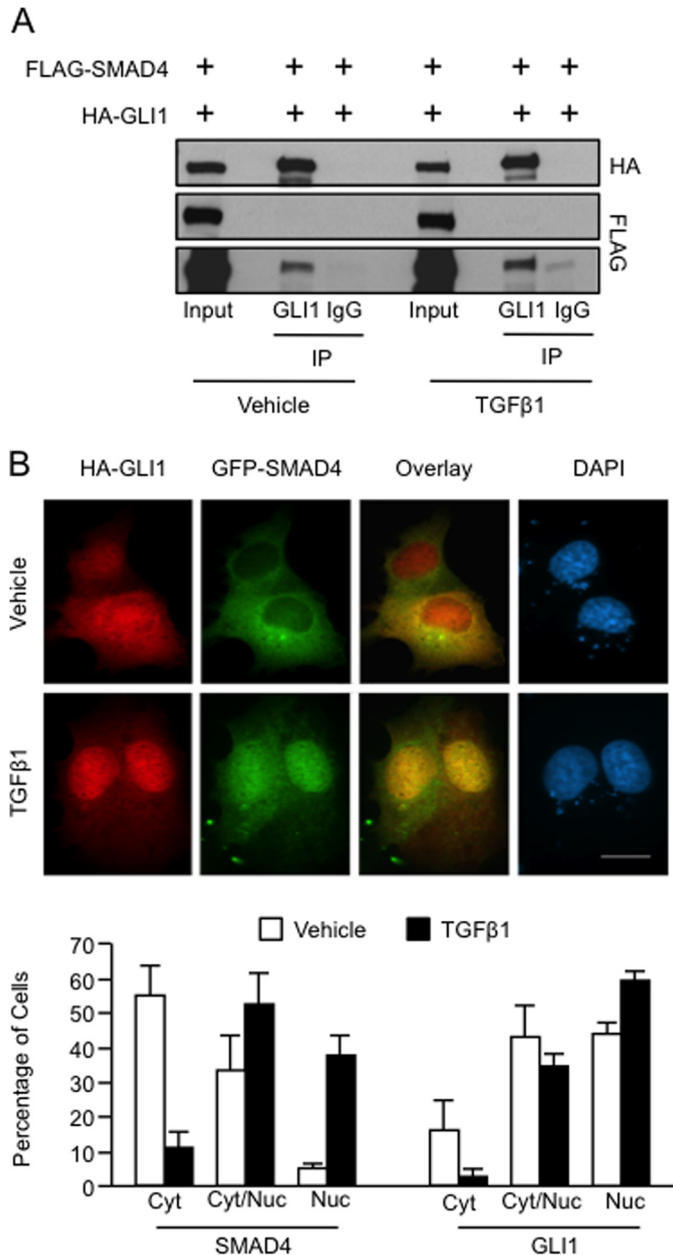 A
FLAG-SMAD4 + + + + + +
HA-GLI1 + + + + + +
HA
FLAG
Input GLI1 IgG Input GLI1 IgG
IP IP
Vehicle TGFβ1
B
HA-GLI1 GFP-SMAD4 Overlay DAPI
Vehicle
TGFβ1
Vehicle TGFβ1
Percentage of Cells
70
60
50
40
30
20
10
0
Cyt Cyt/Nuc Nuc Cyt Cyt/Nuc Nuc
SMAD4 GLI1